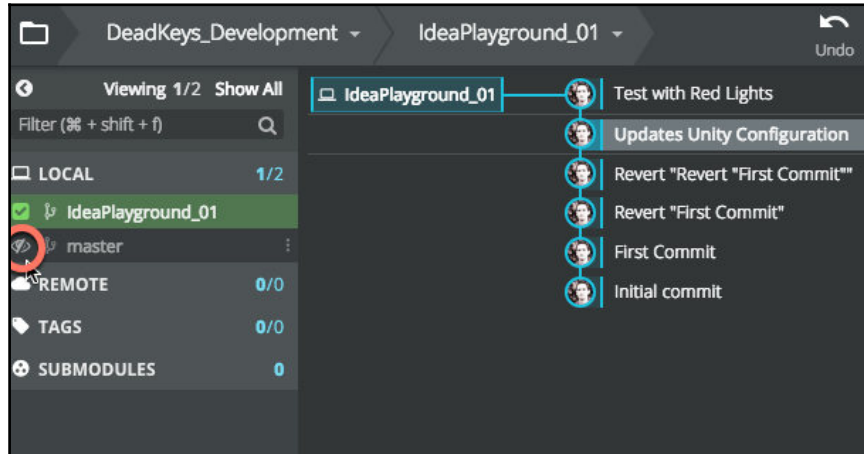 DeadKeys_Development
IdeaPlayground_01
Undo
Viewing 1/2 Show All
Filter (⌘ + shift + f)
LOCAL 1/2
IdeaPlayground_01
master
REMOTE 0/0
TAGS 0/0
SUBMODULES 0
IdeaPlayground_01
Test with Red Lights
Updates Unity Configuration
Revert "Revert "First Commit""
Revert "First Commit"
First Commit
Initial commit